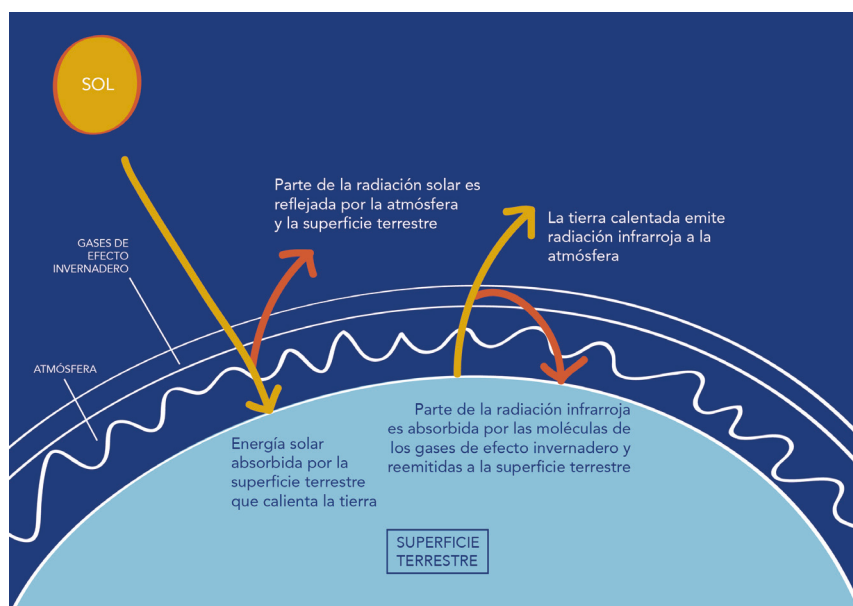 SOL
Parte de la radiación solar es
reflejada por la atmósfera
y la superficie terrestre
La tierra calentada emite
radiación infrarroja a la
atmósfera
GASES DE
EFECTO
INVERNADERO
ATMÓSFERA
Energía solar
absorbida por la
superficie terrestre
que calienta la tierra
Parte de la radiación infrarroja
es absorbida por las moléculas de
los gases de efecto invernadero y
reemitidas a la superficie terrestre
SUPERFICIE
TERRESTRE